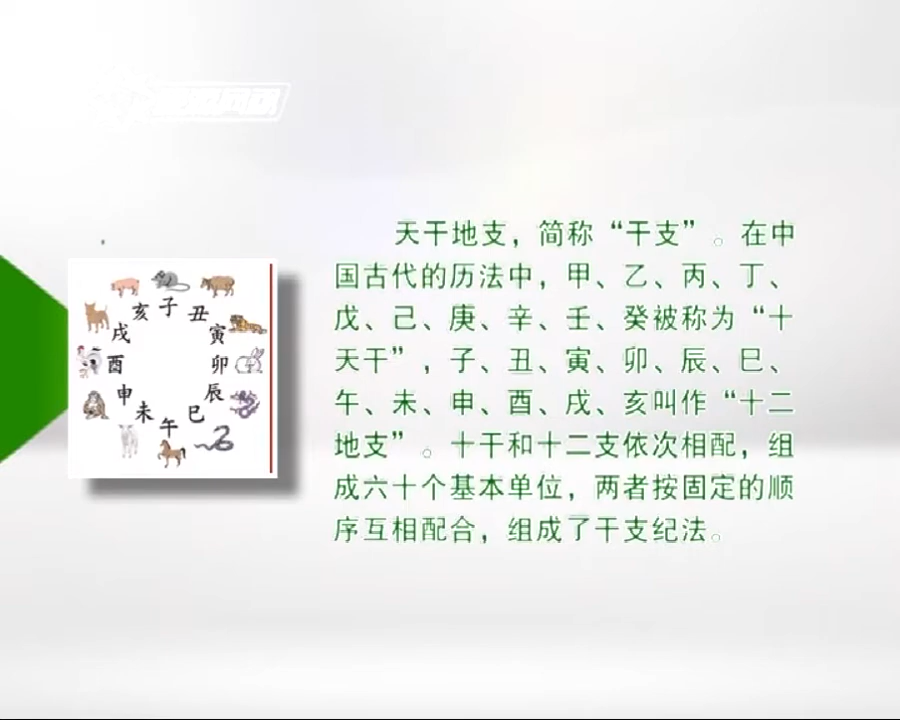 天干地支，简称“干支”。在中
国古代的历法中，甲、乙、丙、丁、
戊、己、庚、辛、壬、癸被称为“十
天干”，子、丑、寅、卯、辰、巳、
午、未、申、酉、戌、亥叫作“十二
地支”。十干和十二支依次相配，组
成六十个基本单位，两者按固定的顺
序互相配合，组成了干支纪法。
子
丑
寅
卯
辰
巳
午
未
申
酉
戌
亥